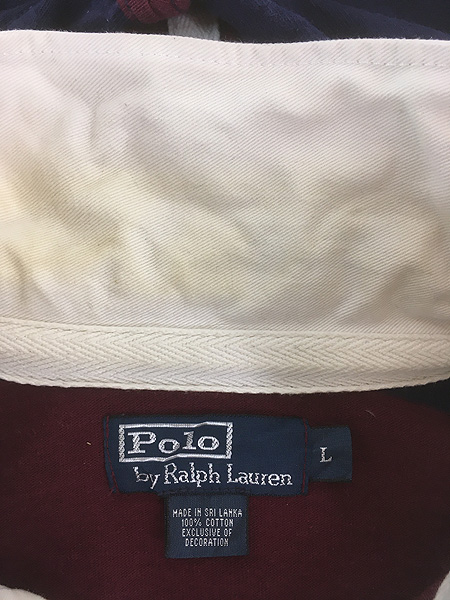 Polo
by Ralph Lauren
L
MADE IN SRI LANKA
100% COTTON
EXCLUSIVE OF
DECORATION